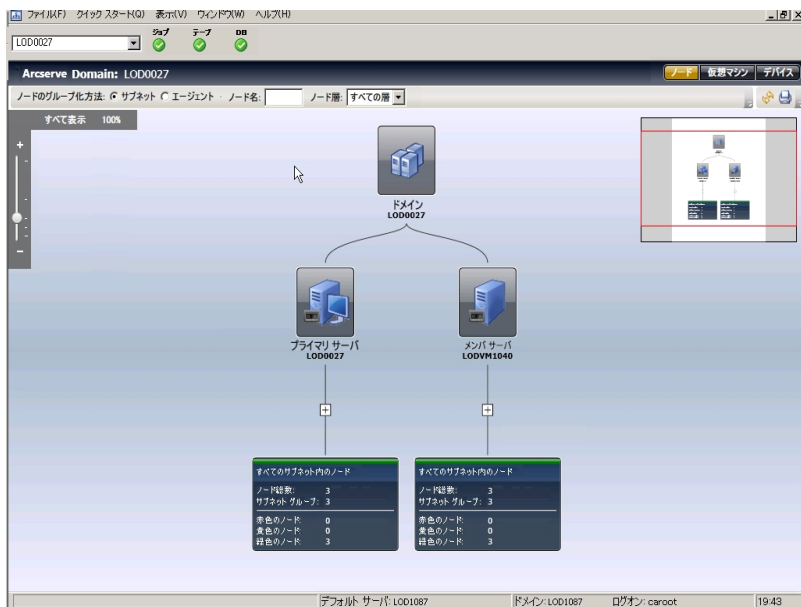 ファイル(F) クイック スタート(Q) 表示(V) ウィンドウ(W) ヘルプ(H)
LOD0027
ジョブ テープ DB
Arcserve Domain: LOD0027
ノード 仮想マシン デバイス
ノードのグループ化方法: サブネット エージェント ノード名: ノード層: すべての層
すべて表示 100%
ドメイン
LOD0027
プライマリ サーバ
LOD0027
メンバ サーバ
LODVM1040
すべてのサブネット内のノード
ノード総数: 3
サブネット グループ: 3
赤色のノード: 0
黄色のノード: 0
緑色のノード: 3
すべてのサブネット内のノード
ノード総数: 3
サブネット グループ: 3
赤色のノード: 0
黄色のノード: 0
緑色のノード: 3
デフォルト サーバ: LOD1087 ドメイン: LOD1087 ログオン: caroot 19:43